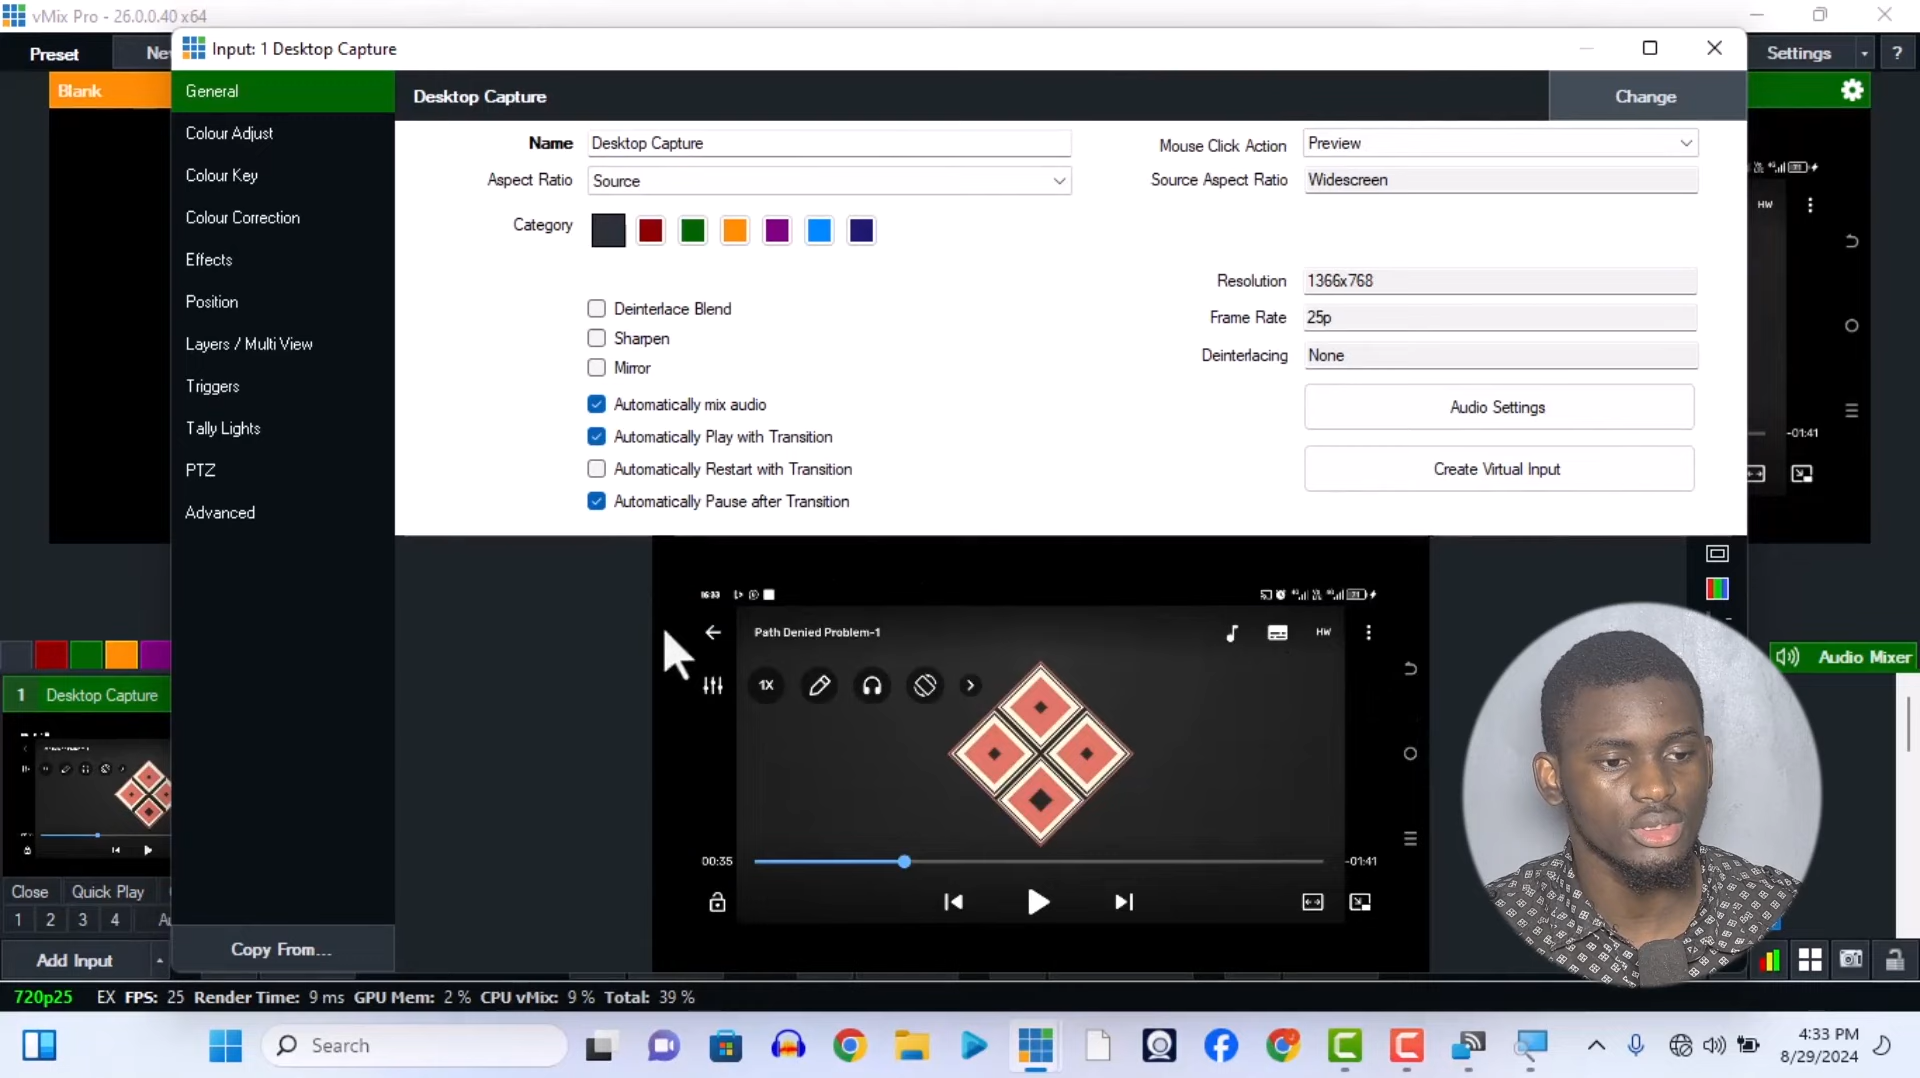 vMix Pro - 26.0.0.40 x64
Input: 1 Desktop Capture
Preset
Settings
?
Blank
General
Desktop Capture
Change
Colour Adjust
Name
Desktop Capture
Mouse Click Action
Preview
Colour Key
Aspect Ratio
Source
Source Aspect Ratio
Widescreen
Colour Correction
Category
HW
Effects
Resolution
1366x768
Position
Deinterlace Blend
Frame Rate
25p
Sharpen
Layers / Multi View
Deinterlacing
None
Mirror
Triggers
Automatically mix audio
Audio Settings
Tally Lights
Automatically Play with Transition
-01:41
PTZ
Automatically Restart with Transition
Create Virtual Input
Advanced
Automatically Pause after Transition
16:33
Path Denied Problem-1
HW
Audio Mixer
1 Desktop Capture
1X
00:35
-01:41
Close
Quick Play
1 2 3 4
Copy From...
Add Input
720p25 EX FPS: 25 Render Time: 9 ms GPU Mem: 2 % CPU vMix: 9 % Total: 39 %
Search
4:33 PM
8/29/2024